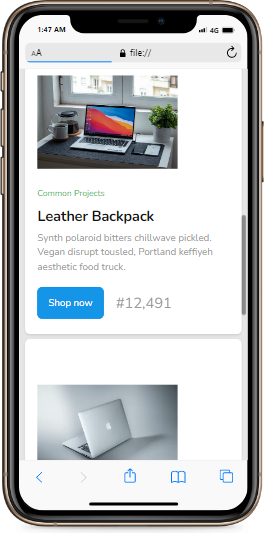 1:47 AM
4G
AA
file://
Common Projects
Leather Backpack
Synth polaroid bitters chillwave pickled.
Vegan disrupt tousled, Portland keffiyeh
aesthetic food truck.
Shop now #12,491